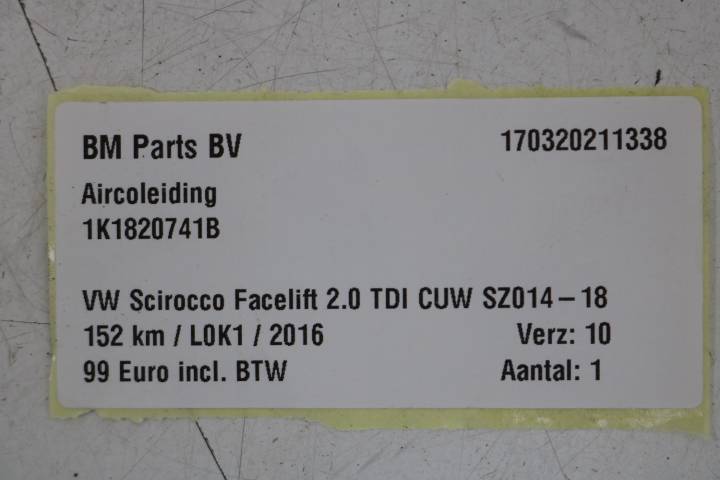 BM Parts BV 170320211338
Aircoleiding
1K1820741B
VW Scirocco Facelift 2.0 TDI CUW SZ014-18
152 km / L0K1 / 2016 Verz: 10
99 Euro incl. BTW Aantal: 1